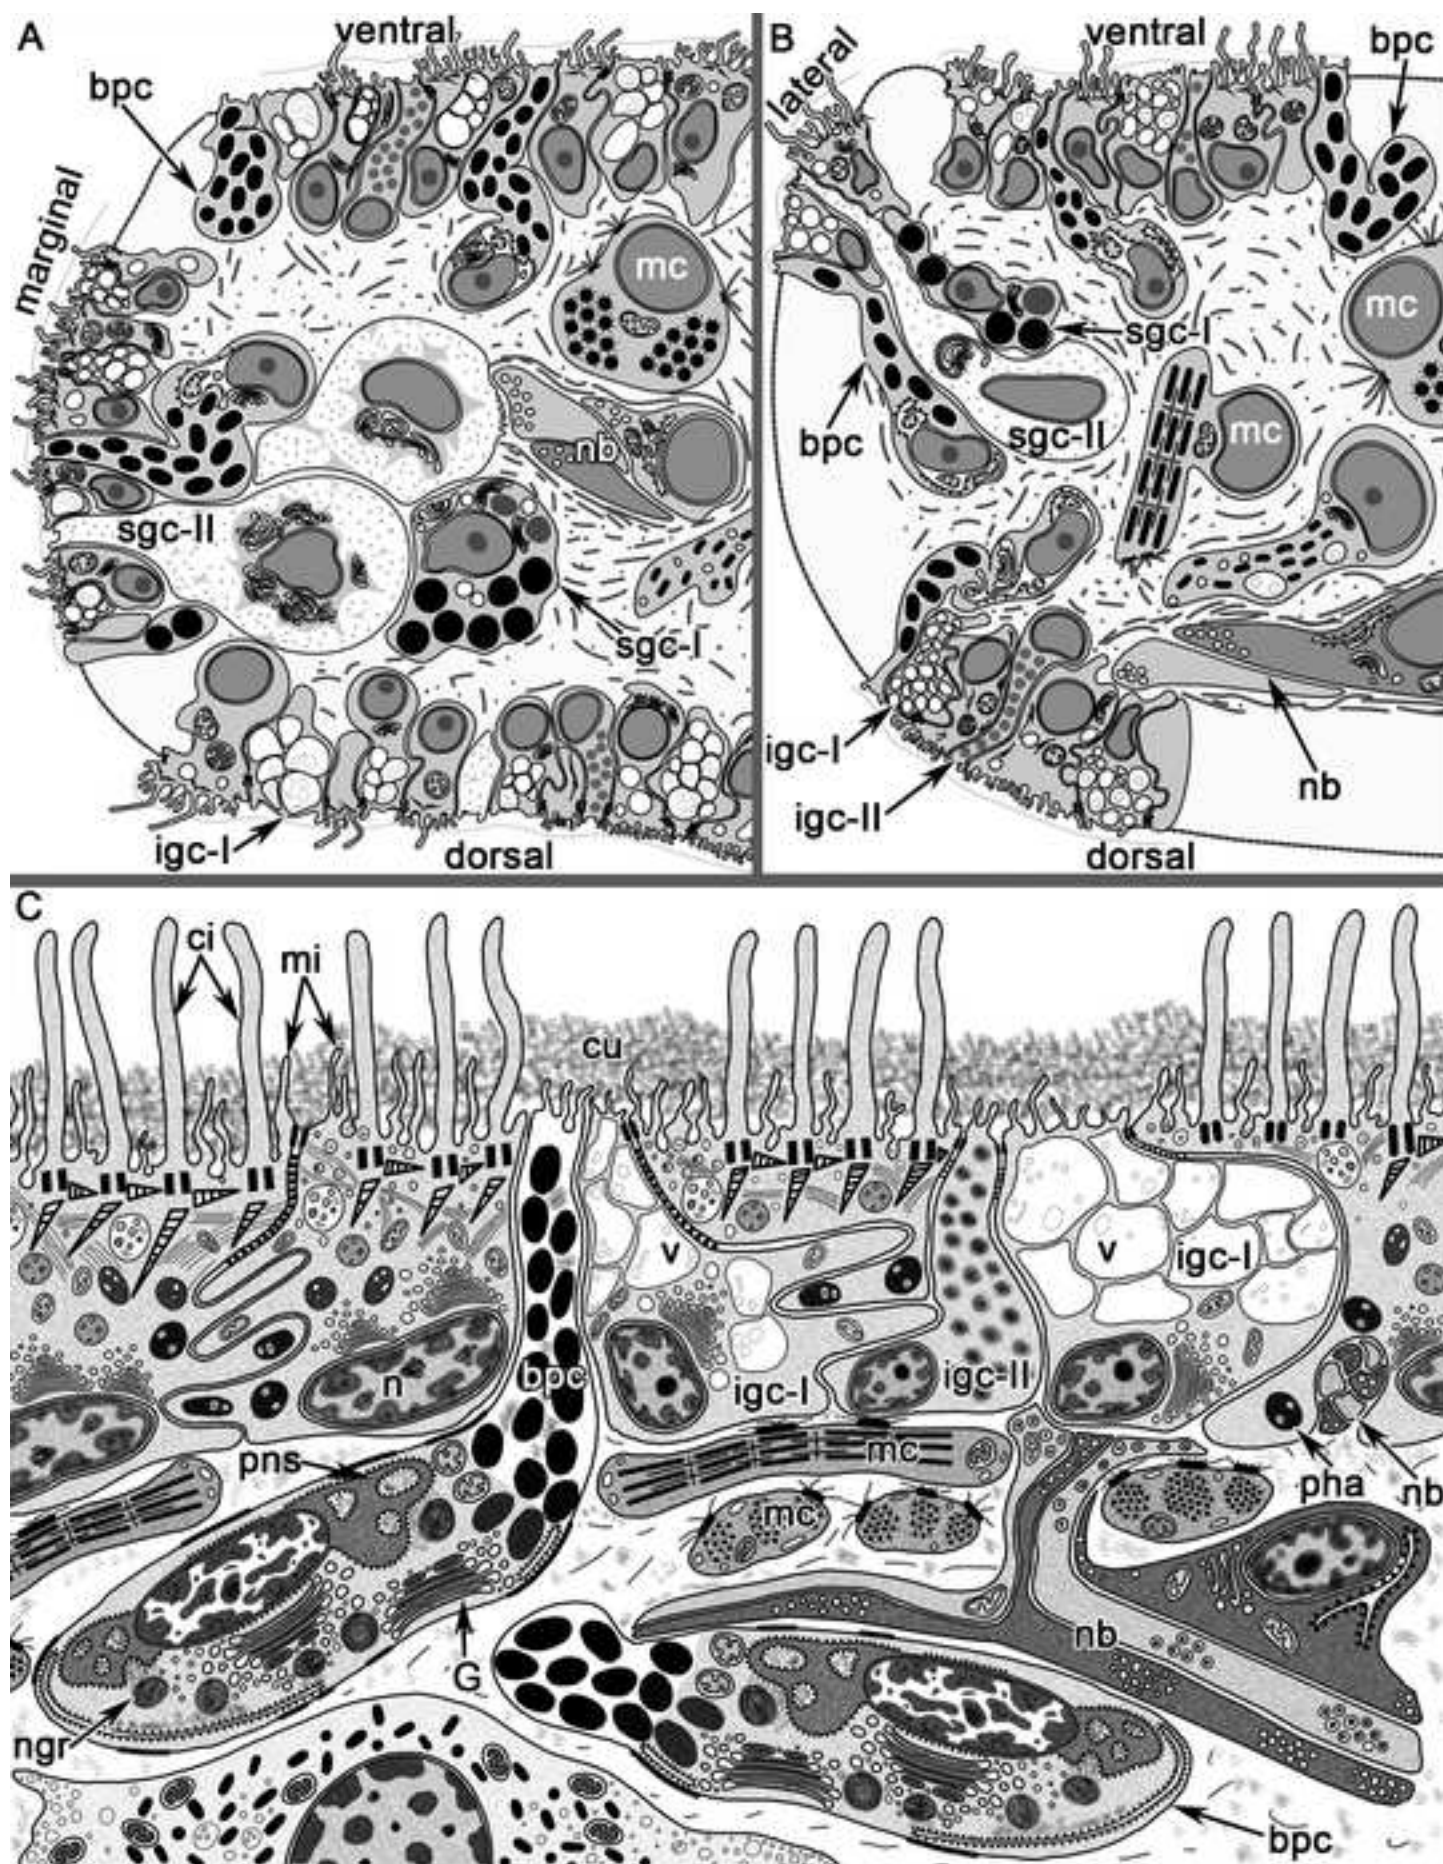 A
ventral
bpc
marginal
mc
nb
sgc-II
sgc-I
igc-I
dorsal
B
lateral
ventral
bpc
mc
sgc-I
sgc-II
mc
bpc
igc-I
igc-II
nb
dorsal
C
ci
mi
cu
v
v
igc-I
n
bpc
igc-I
igc-II
pns
mc
pha
nb
mc
G
nb
ngr
bpc